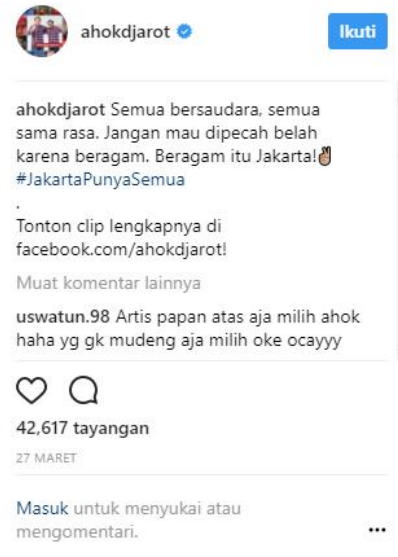 ahokdjarot
Ikuti
ahokdjarot Semua bersaudara, semua
sama rasa. Jangan mau dipecah belah
karena beragam. Beragam itu Jakarta!✌🏽
#JakartaPunyaSemua
.
Tonton clip lengkapnya di
facebook.com/ahokdjarot!
Muat komentar lainnya
uswatun.98 Artis papan atas aja milih ahok
haha yg gk mudeng aja milih oke ocayyy
42,617 tayangan
27 MARET
Masuk untuk menyukai atau
mengomentari.